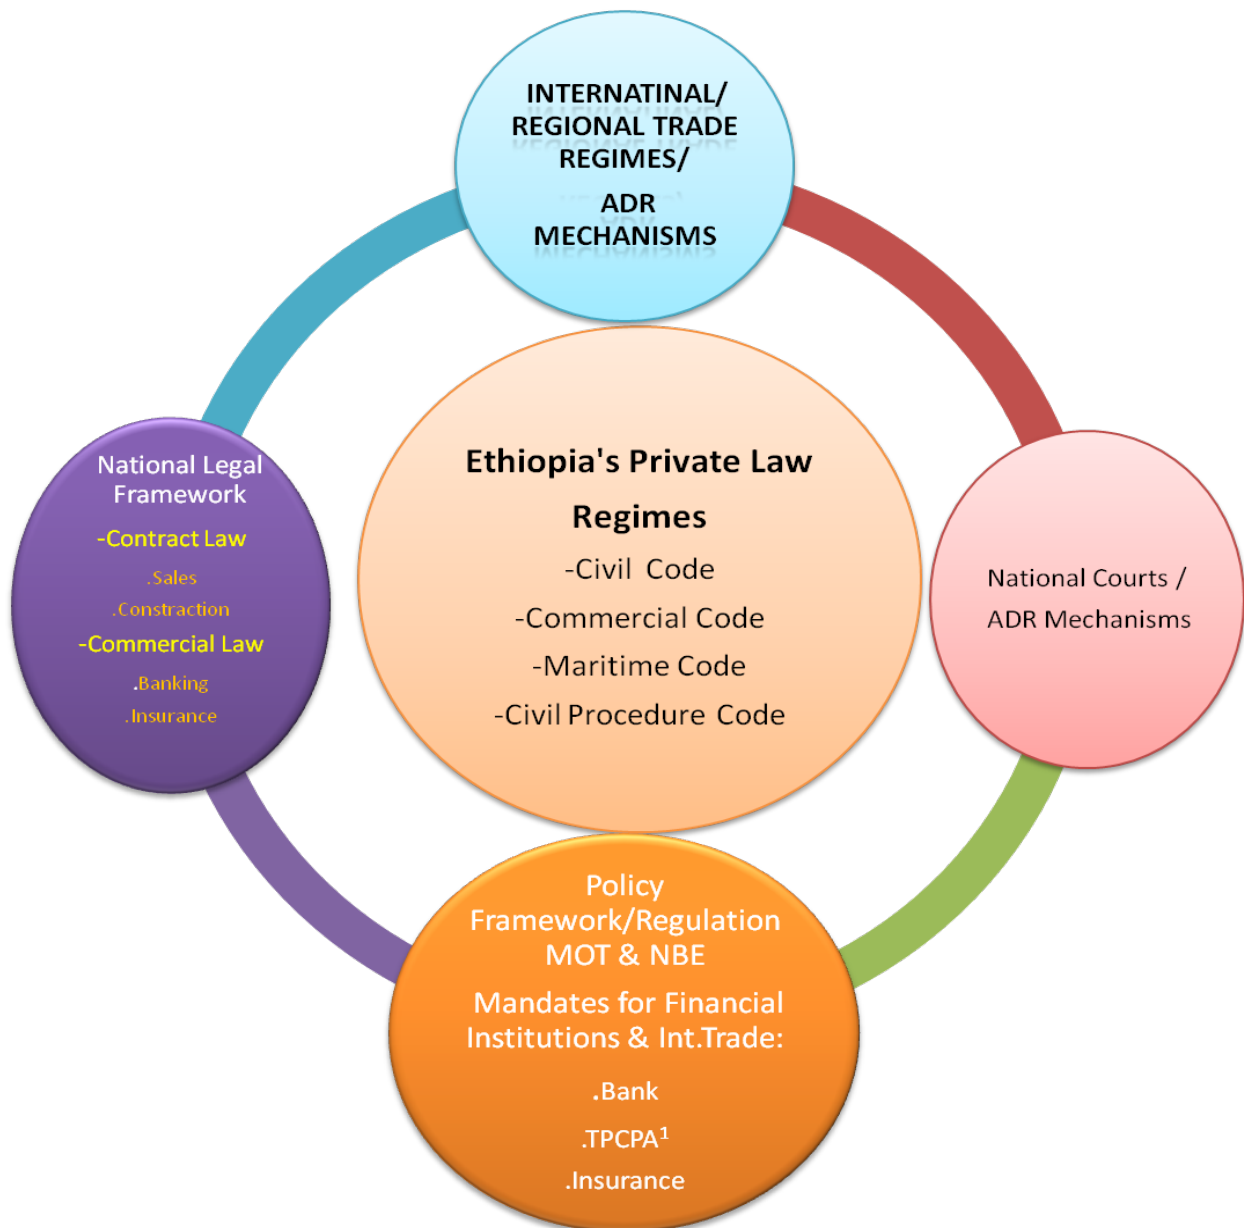 INTERNATINAL/
REGIONAL TRADE
REGIMES/
ADR
MECHANISMS
Ethiopia's Private Law
Regimes
-Civil Code
-Commercial Code
-Maritime Code
-Civil Procedure Code
National Legal
Framework
-Contract Law
.Sales
.Constraction
-Commercial Law
.Banking
.Insurance
National Courts /
ADR Mechanisms
Policy
Framework/Regulation
MOT & NBE
Mandates for Financial
Institutions & Int.Trade:
.Bank
.TPCPA¹
.Insurance